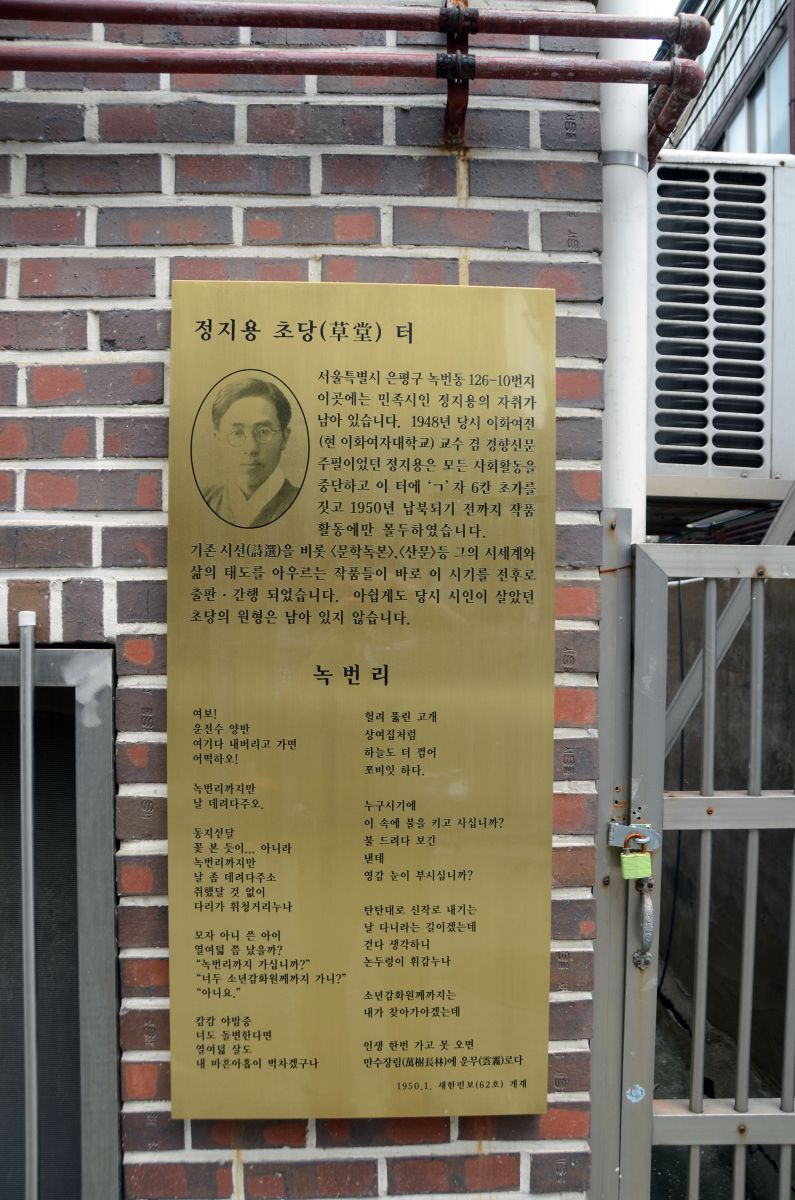 정지용 초당(草堂) 터
서울특별시 은평구 녹번동 126-10번지
이곳에는 민족시인 정지용의 자취가
남아 있습니다. 1948년 당시 이화여전
(현 이화여자대학교) 교수 겸 경향신문
주필이었던 정지용은 모든 사회활동을
중단하고 이 터에 'ㄱ'자 6칸 초가를
짓고 1950년 납북되기 전까지 작품
활동에만 몰두하였습니다.
기존 시선(詩選)을 비롯 〈문학독본〉,〈산문〉등 그의 시세계와
삶의 태도를 아우르는 작품들이 바로 이 시기를 전후로
출판·간행 되었습니다. 아쉽게도 당시 시인이 살았던
초당의 원형은 남아 있지 않습니다.
녹번리
여보!
운전수 양반
여기다 내버리고 가면
어떡하오!
녹번리까지만
날 데려다주오.
동지섣달
꽃 본 듯이... 아니라
녹번리까지만
날 좀 데려다주소
취했달 것 없이
다리가 휘청거리누나
모자 아니 쓴 아이
열여덟 쯤 났을까?
"녹번리까지 가십니까?"
"너두 소년감화원께까지 가니?"
"아니요."
캄캄 아밤중
너도 돌변한다면
열여덟 살도
내 마흔아홉이 벅차겠구나
헐려 뚫린 고개
상여집처럼
하늘도 더 껌어
쪼비잇 하다.
누구시기에
이 속에 불을 키고 사십니까?
불 드려다 보긴
낸데
영감 눈이 부시십니까?
탄탄대로 신작로 내기는
날 다니라는 길이겠는데
걷다 생각하니
논두렁이 휘감누나
소년감화원께까지는
내가 찾아가야겠는데
인생 한번 가고 못 오면
만수장림(萬樹長林)에 운무(雲霧)로다
1950.1. 새한민보(62호) 게재